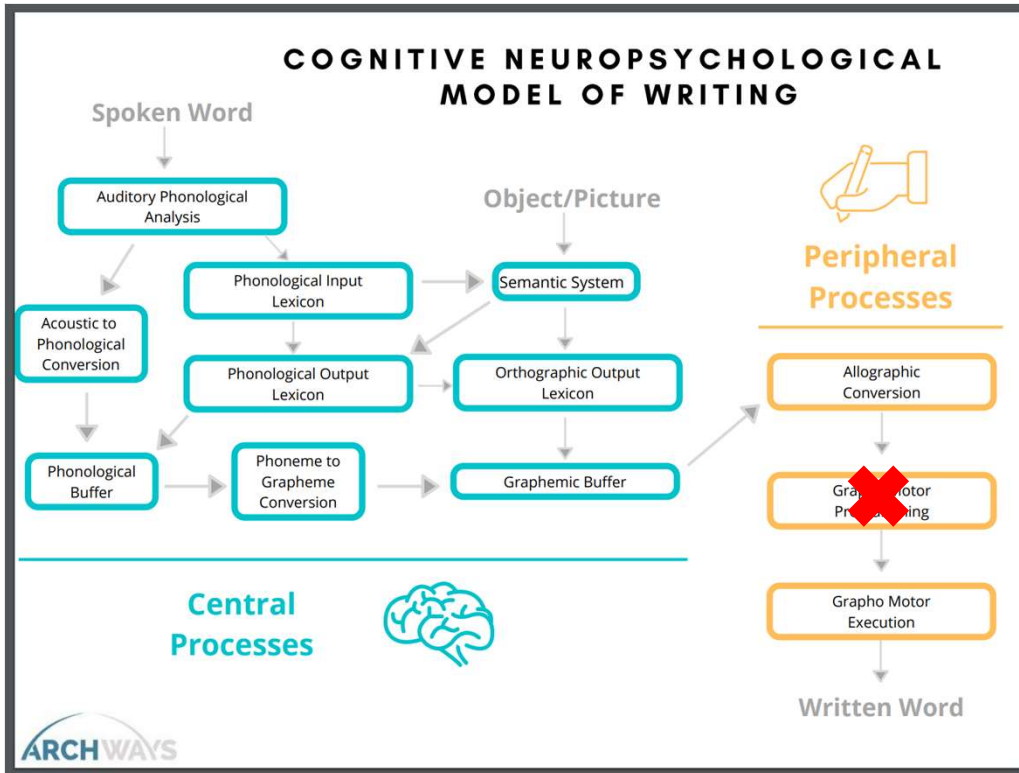 COGNITIVE NEUROPSYCHOLOGICAL
MODEL OF WRITING
Spoken Word
Auditory Phonological
Analysis
Object/Picture
Phonological Input
Lexicon
Semantic System
Acoustic to
Phonological
Conversion
Phonological Output
Lexicon
Orthographic Output
Lexicon
Phonological
Buffer
Phoneme to
Grapheme
Conversion
Graphemic Buffer
Central
Processes
Peripheral
Processes
Allographic
Conversion
Grapho Motor
Execution
Written Word
ARCHWAYS